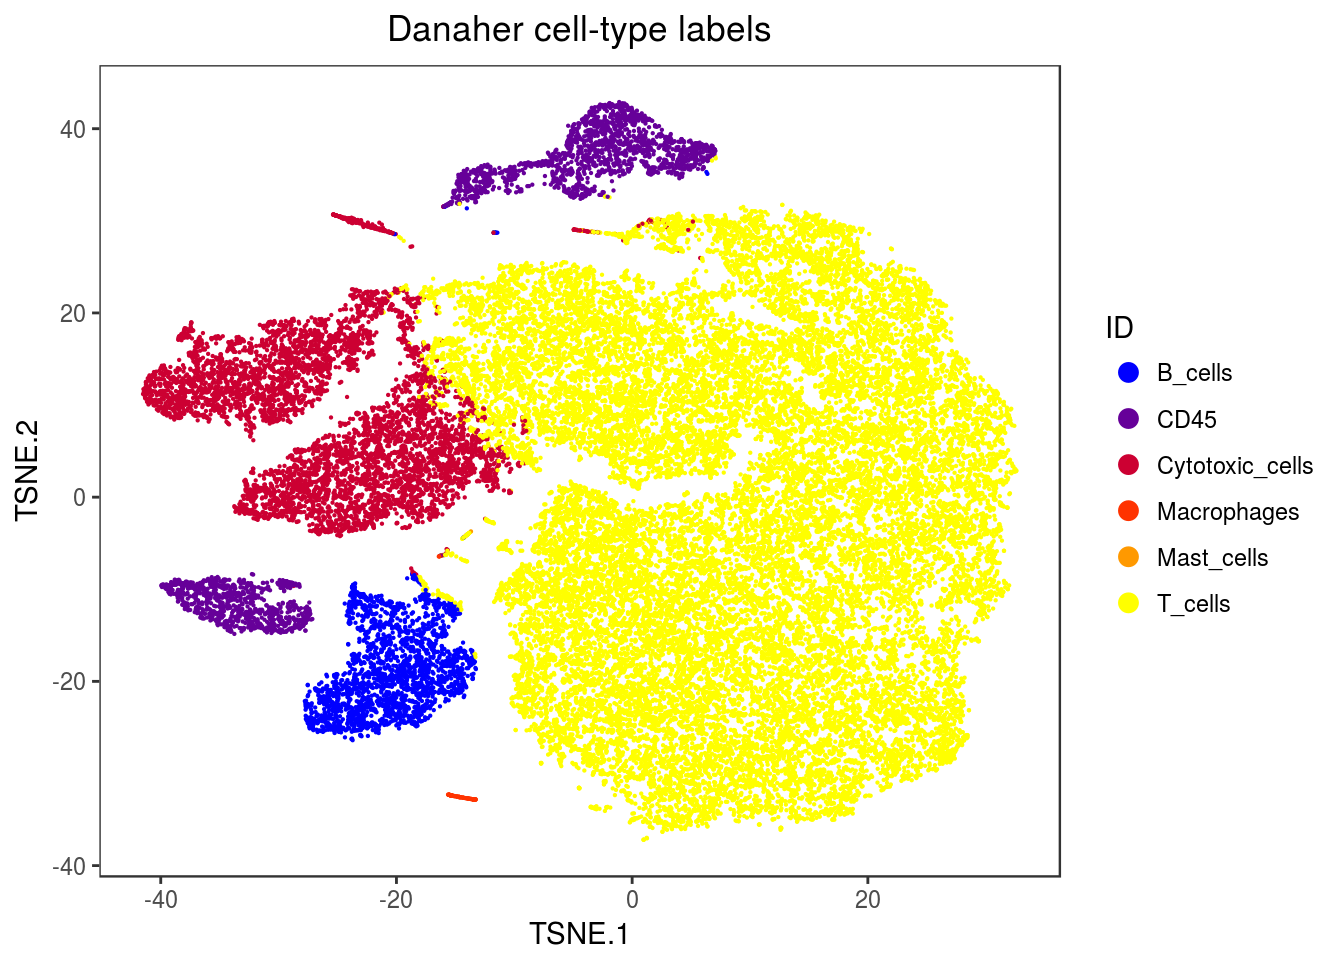 Danaher cell-type labels
TSNE.2
40
20
0
-20
-40
-40
-20
0
20
TSNE.1
ID
B_cells
CD45
Cytotoxic_cells
Macrophages
Mast_cells
T_cells